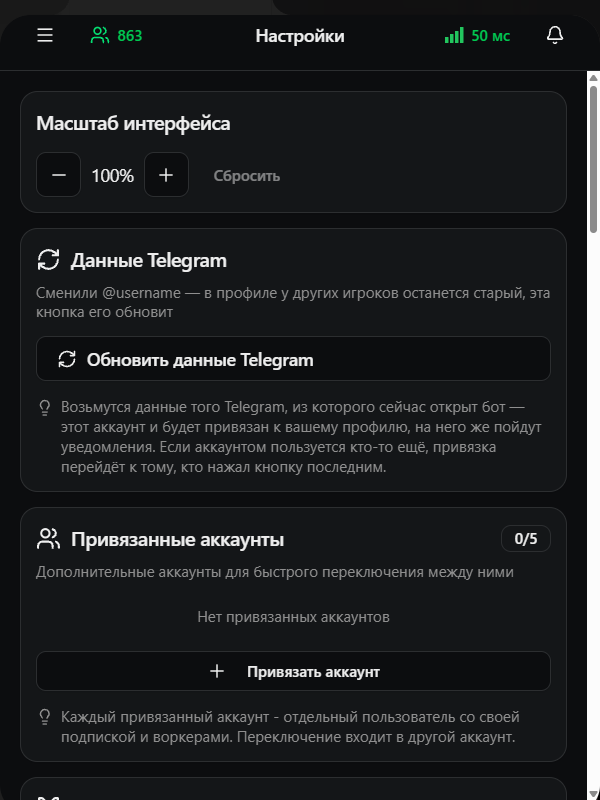 863
Настройки
50 мс
Масштаб интерфейса
100%
Сбросить
Данные Telegram
Сменили @username — в профиле у других игроков останется старый, эта
кнопка его обновит
Обновить данные Telegram
Возьмутся данные того Telegram, из которого сейчас открыт бот —
этот аккаунт и будет привязан к вашему профилю, на него же пойдут
уведомления. Если аккаунтом пользуется кто-то ещё, привязка
перейдёт к тому, кто нажал кнопку последним.
Привязанные аккаунты
0/5
Дополнительные аккаунты для быстрого переключения между ними
Нет привязанных аккаунтов
Привязать аккаунт
Каждый привязанный аккаунт - отдельный пользователь со своей
подпиской и воркерами. Переключение входит в другой аккаунт.